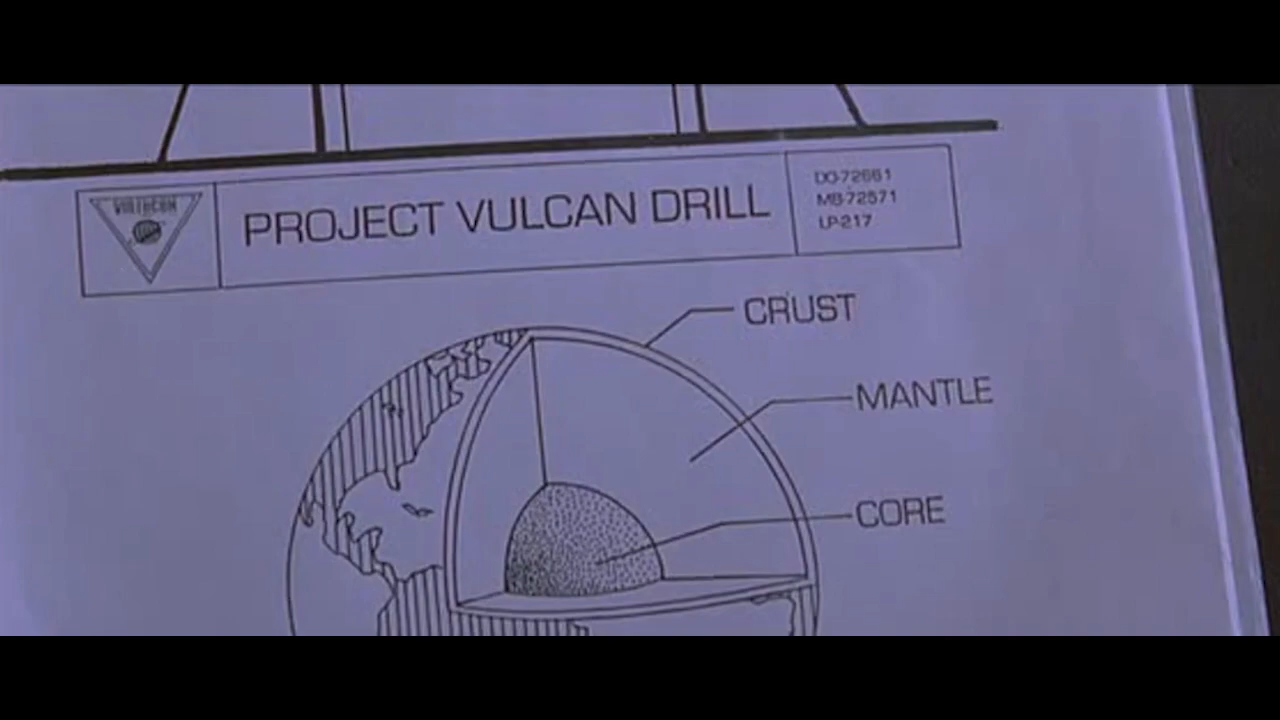 PROJECT VULCAN DRILL
DO-72661
MB-72571
LP-217
CRUST
MANTLE
CORE